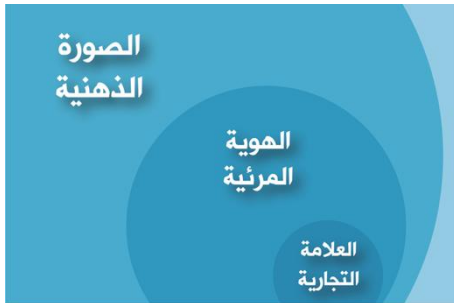 الصورة
الذهنية
الهوية
المرئية
العلامة
التجارية